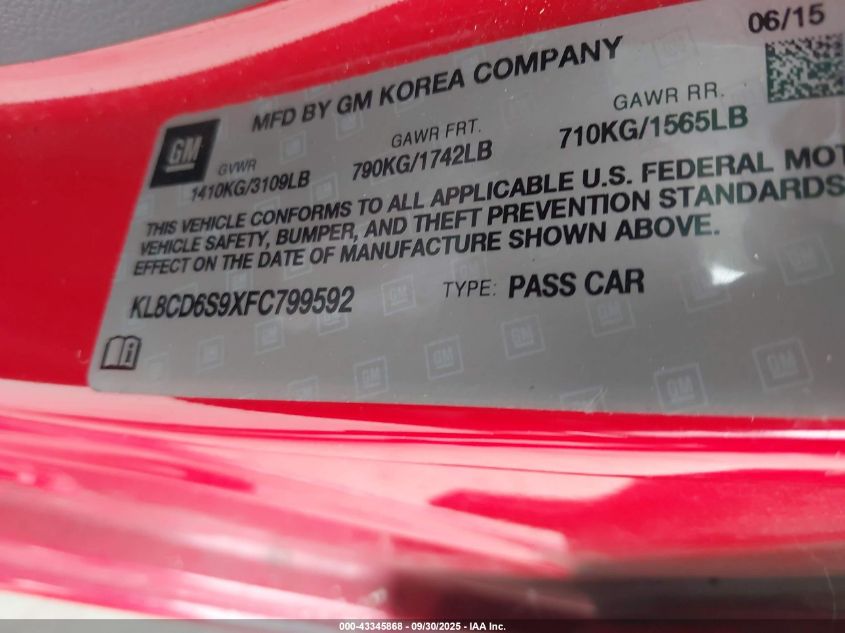 06/15
MFD BY GM KOREA COMPANY
GM
GVWR GAWR FRT. GAWR RR.
1410KG/3109LB 790KG/1742LB 710KG/1565LB
THIS VEHICLE CONFORMS TO ALL APPLICABLE U.S. FEDERAL MOT
VEHICLE SAFETY, BUMPER, AND THEFT PREVENTION STANDARDS
EFFECT ON THE DATE OF MANUFACTURE SHOWN ABOVE.
KL8CD6S9XFC799592 TYPE: PASS CAR
000-43345868 - 09/30/2025 - IAA Inc.